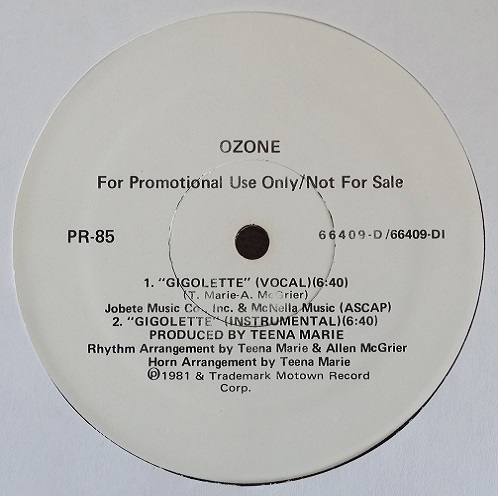 OZONE
For Promotional Use Only/Not For Sale
PR-85
66409-D/66409-DI
1. "GIGOLETTE" (VOCAL)(6:40)
(T. Marie-A. McGrier)
Jobete Music Co. Inc. & McNella Music (ASCAP)
2. "GIGOLETTE" (INSTRUMENTAL)(6:40)
PRODUCED BY TEENA MARIE
Rhythm Arrangement by Teena Marie & Allen McGrier
Horn Arrangement by Teena Marie
℗1981 & Trademark Motown Record
Corp.